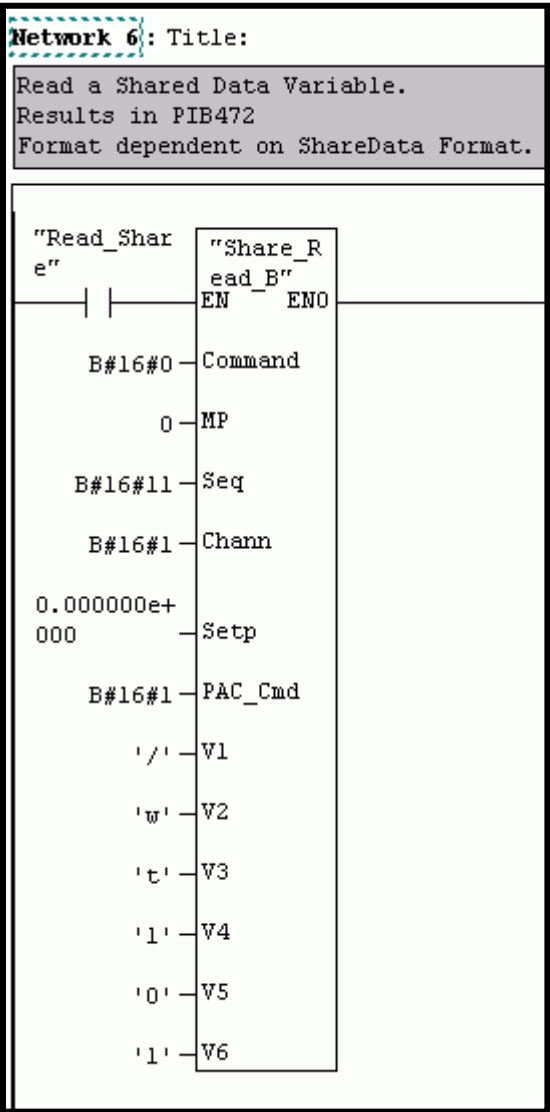 Network 6: Title:
Read a Shared Data Variable.
Results in PIB472
Format dependent on ShareData Format.
"Read_Shar
e"
"Share_R
ead_B"
EN ENO
B#16#0 Command
0 MP
B#16#11 Seq
B#16#1 Chann
0.000000e+
000 Setp
B#16#1 PAC_Cmd
'/' V1
'w' V2
't' V3
'l' V4
'0' V5
'1' V6